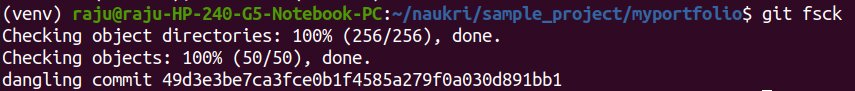 (venv) raju@raju-HP-240-G5-Notebook-PC:~/naukri/sample_project/myportfolio$ git fsck
Checking object directories: 100% (256/256), done.
Checking objects: 100% (50/50), done.
dangling commit 49d3e3be7ca3fce0b1f4585a279f0a030d891bb1